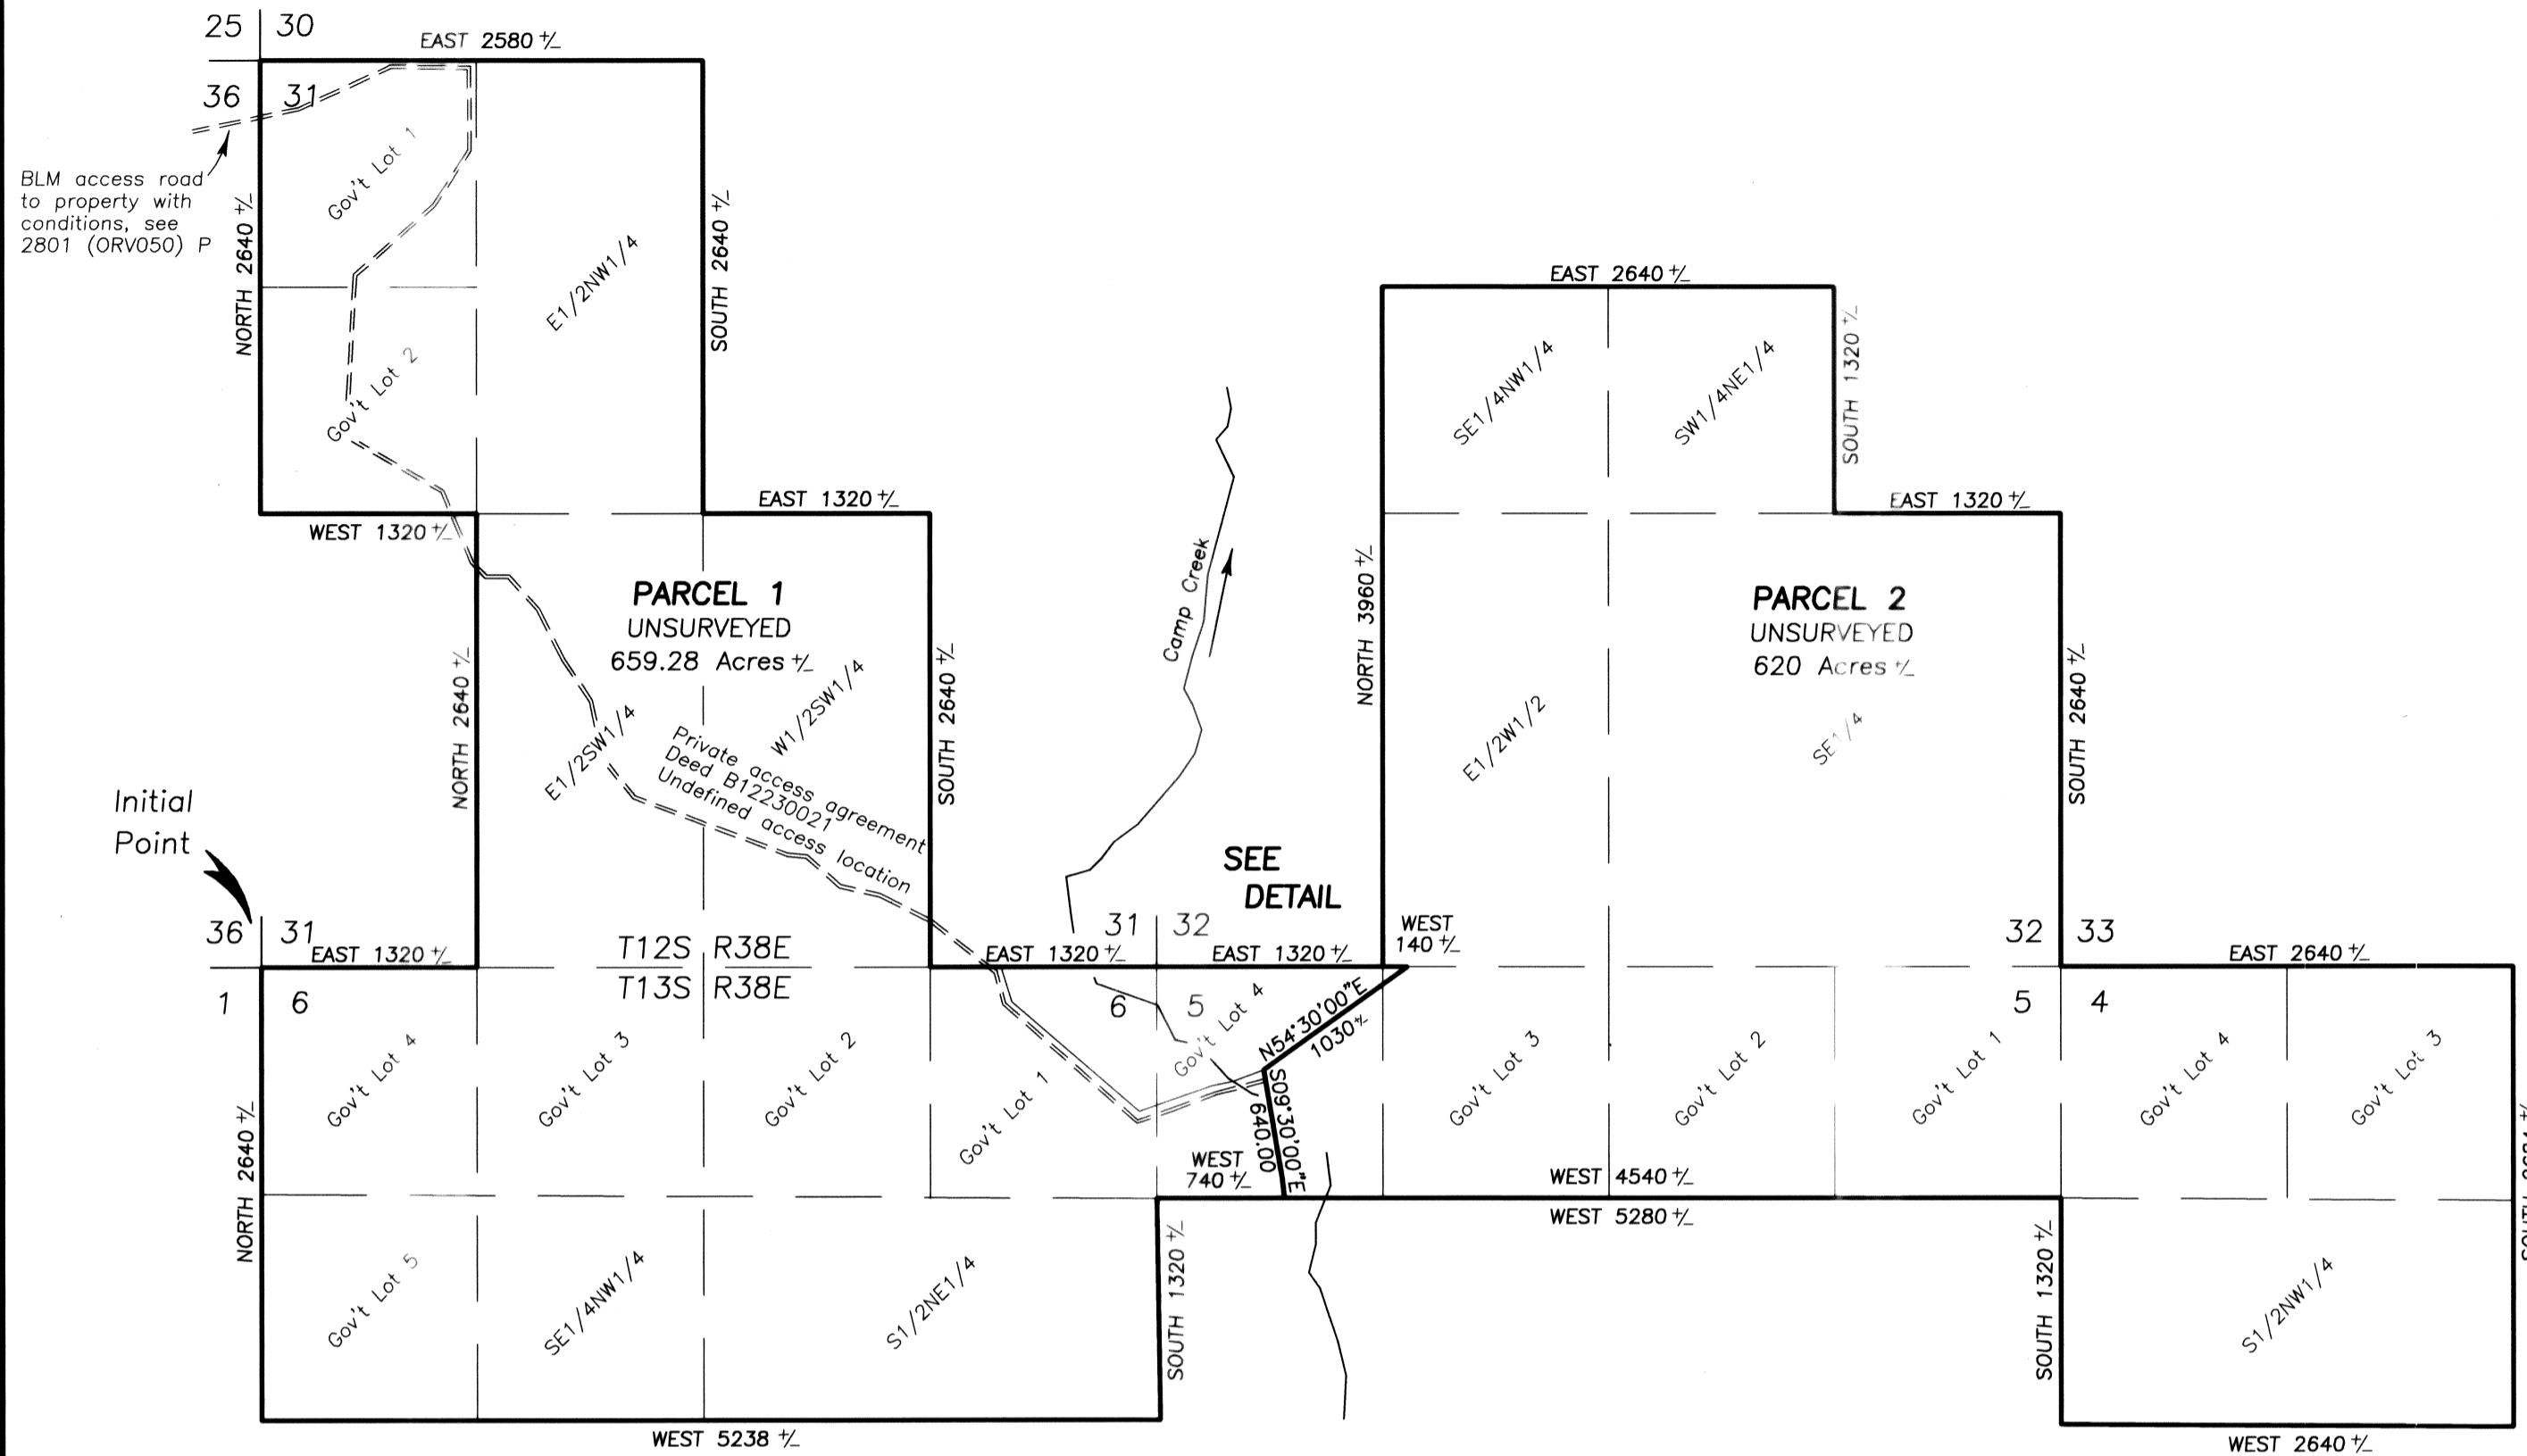 25 30
EAST 2580 +/-
36 31
Gov't Lot 1
BLM access road
to property with
conditions, see
2801 (ORV050) P
NORTH 2640 +/-
E1/2NW1/4
SOUTH 2640 +/-
Gov't Lot 2
WEST 1320 +/-
EAST 1320 +/-
PARCEL 1
UNSURVEYED
659.28 Acres +/-
NORTH 2640 +/-
E1/2SW1/4
W1/2SW1/4
SOUTH 2640 +/-
Private access agreement
Deed B12230021
Undefined access location
Initial
Point
36 31
EAST 1320 +/-
T12S R38E
T13S R38E
1 6
Camp Creek
SEE
DETAIL
31 32
EAST 1320 +/-
EAST 1320 +/-
WEST
140 +/-
6 5
Gov't Lot 4
N54°30'00"E
1030 +/-
S09°30'00"E
640.00
WEST
740 +/-
Gov't Lot 4
Gov't Lot 3
Gov't Lot 2
Gov't Lot 1
NORTH 2640 +/-
Gov't Lot 5
SE1/4NW1/4
S1/2NE1/4
SOUTH 1320 +/-
WEST 5238 +/-
EAST 2640 +/-
SE1/4NW1/4
SW1/4NE1/4
SOUTH 1320 +/-
EAST 1320 +/-
NORTH 3960 +/-
PARCEL 2
UNSURVEYED
620 Acres +/-
E1/2W1/2
SE1/4
SOUTH 2640 +/-
32 33
EAST 2640 +/-
5 4
Gov't Lot 3
Gov't Lot 2
Gov't Lot 1
Gov't Lot 4
Gov't Lot 3
WEST 4540 +/-
WEST 5280 +/-
SOUTH 1320 +/-
S1/2NW1/4
WEST 2640 +/-